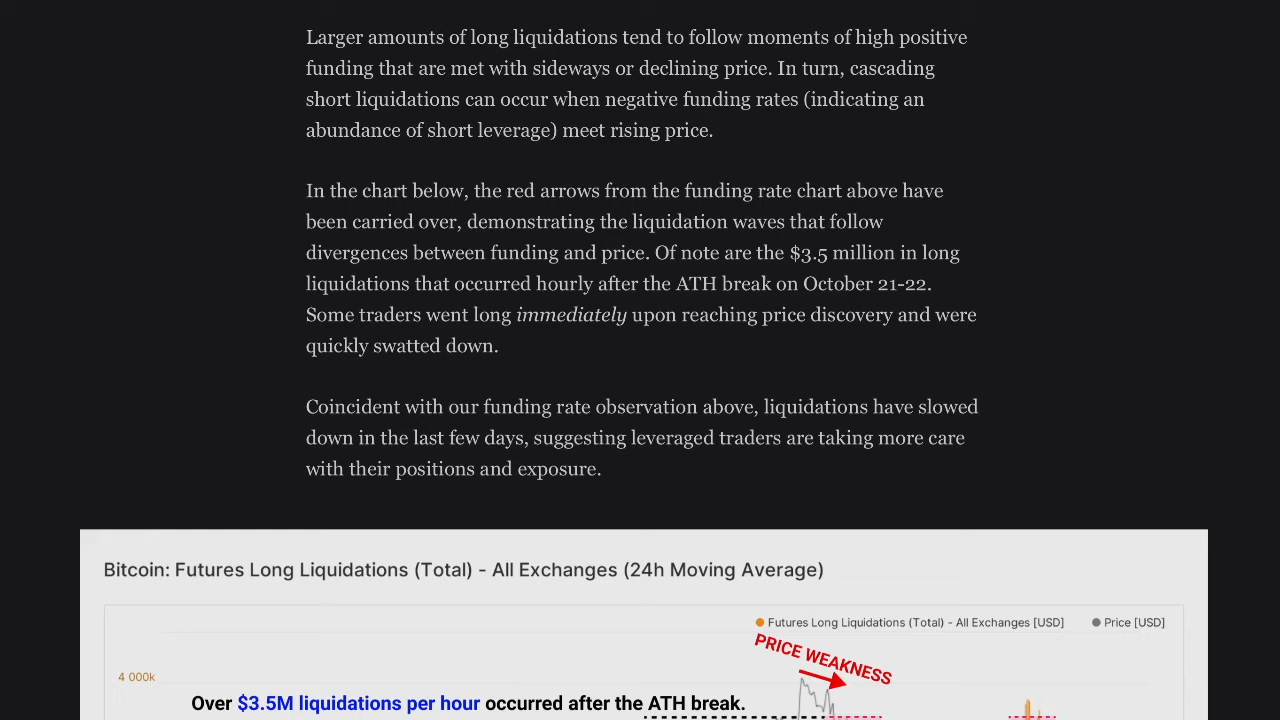 Larger amounts of long liquidations tend to follow moments of high positive
funding that are met with sideways or declining price. In turn, cascading
short liquidations can occur when negative funding rates (indicating an
abundance of short leverage) meet rising price.
In the chart below, the red arrows from the funding rate chart above have
been carried over, demonstrating the liquidation waves that follow
divergences between funding and price. Of note are the $3.5 million in long
liquidations that occurred hourly after the ATH break on October 21-22.
Some traders went long immediately upon reaching price discovery and were
quickly swatted down.
Coincident with our funding rate observation above, liquidations have slowed
down in the last few days, suggesting leveraged traders are taking more care
with their positions and exposure.
Bitcoin: Futures Long Liquidations (Total) - All Exchanges (24h Moving Average)
Futures Long Liquidations (Total) - All Exchanges [USD] Price [USD]
PRICE WEAKNESS
4 000k
Over $3.5M liquidations per hour occurred after the ATH break.